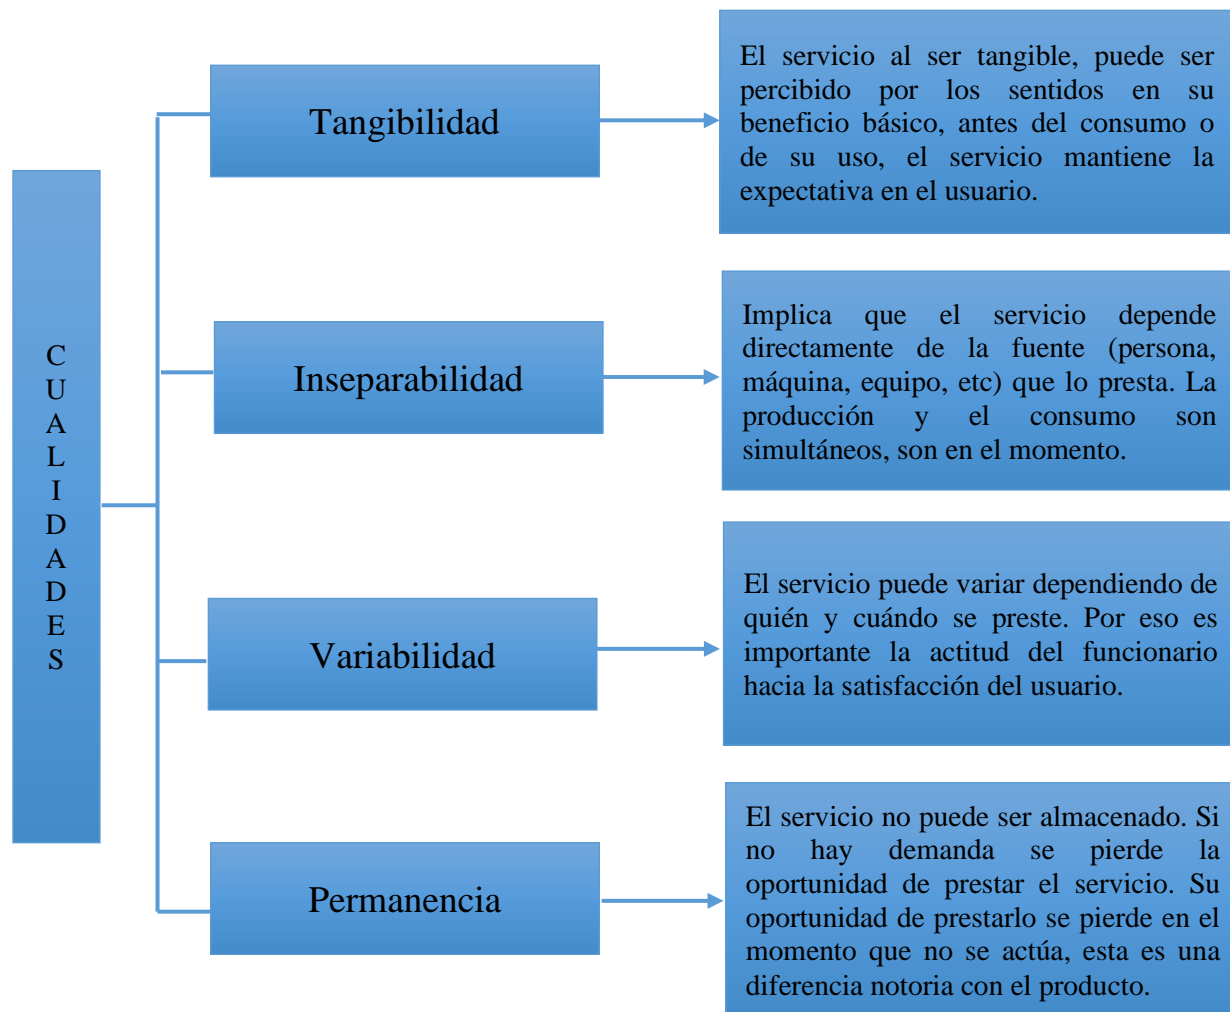 CUALIDADES
Tangibilidad
El servicio al ser tangible, puede ser
percibido por los sentidos en su
beneficio básico, antes del consumo o
de su uso, el servicio mantiene la
expectativa en el usuario.
Inseparabilidad
Implica que el servicio depende
directamente de la fuente (persona,
máquina, equipo, etc) que lo presta. La
producción y el consumo son
simultáneos, son en el momento.
Variabilidad
El servicio puede variar dependiendo de
quién y cuándo se preste. Por eso es
importante la actitud del funcionario
hacia la satisfacción del usuario.
Permanencia
El servicio no puede ser almacenado. Si
no hay demanda se pierde la
oportunidad de prestar el servicio. Su
oportunidad de prestarlo se pierde en el
momento que no se actúa, esta es una
diferencia notoria con el producto.